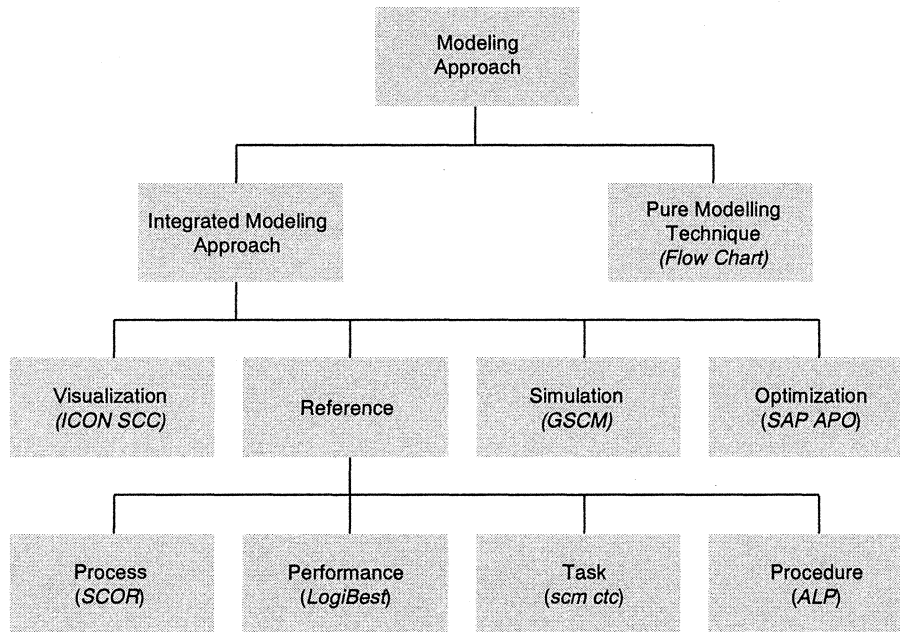 Modeling
Approach
Integrated Modeling
Approach
Pure Modelling
Technique
(Flow Chart)
Visualization
(ICON SCC)
Reference
Simulation
(GSCM)
Optimization
(SAP APO)
Process
(SCOR)
Performance
(LogiBest)
Task
(scm ctc)
Procedure
(ALP)